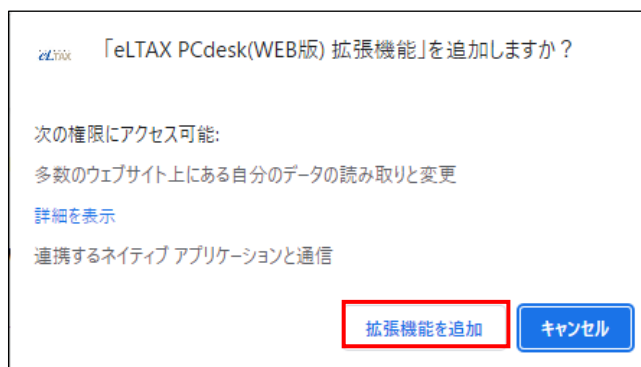 eLTAX 「eLTAX PCdesk(WEB版) 拡張機能」を追加しますか？
次の権限にアクセス可能:
多数のウェブサイト上にある自分のデータの読み取りと変更
詳細を表示
連携するネイティブ アプリケーションと通信
拡張機能を追加 キャンセル